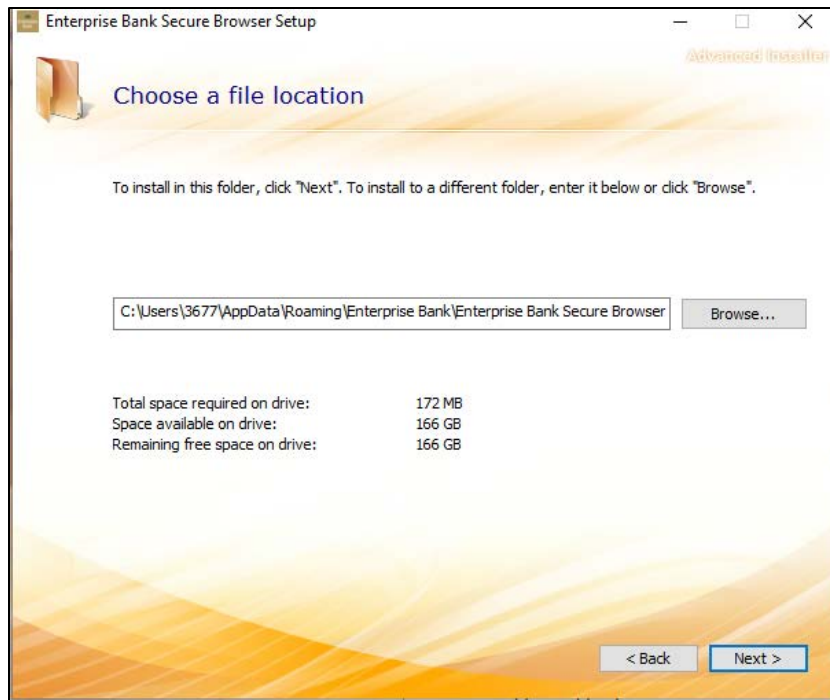 Enterprise Bank Secure Browser Setup
Advanced Installer
Choose a file location
To install in this folder, click "Next". To install to a different folder, enter it below or click "Browse".
C:\Users\3677\AppData\Roaming\Enterprise Bank\Enterprise Bank Secure Browser
Browse...
Total space required on drive: 172 MB
Space available on drive: 166 GB
Remaining free space on drive: 166 GB
< Back Next >